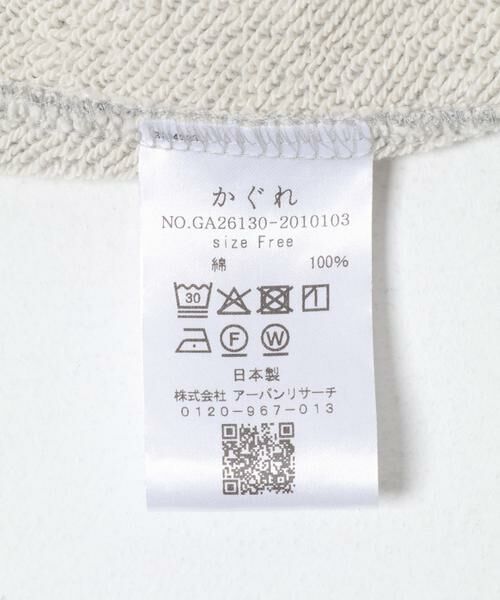 かぐれ
NO.GA26130-2010103
size Free
綿 100%
30
F W
日本製
株式会社 アーバンリサーチ
0120-967-013